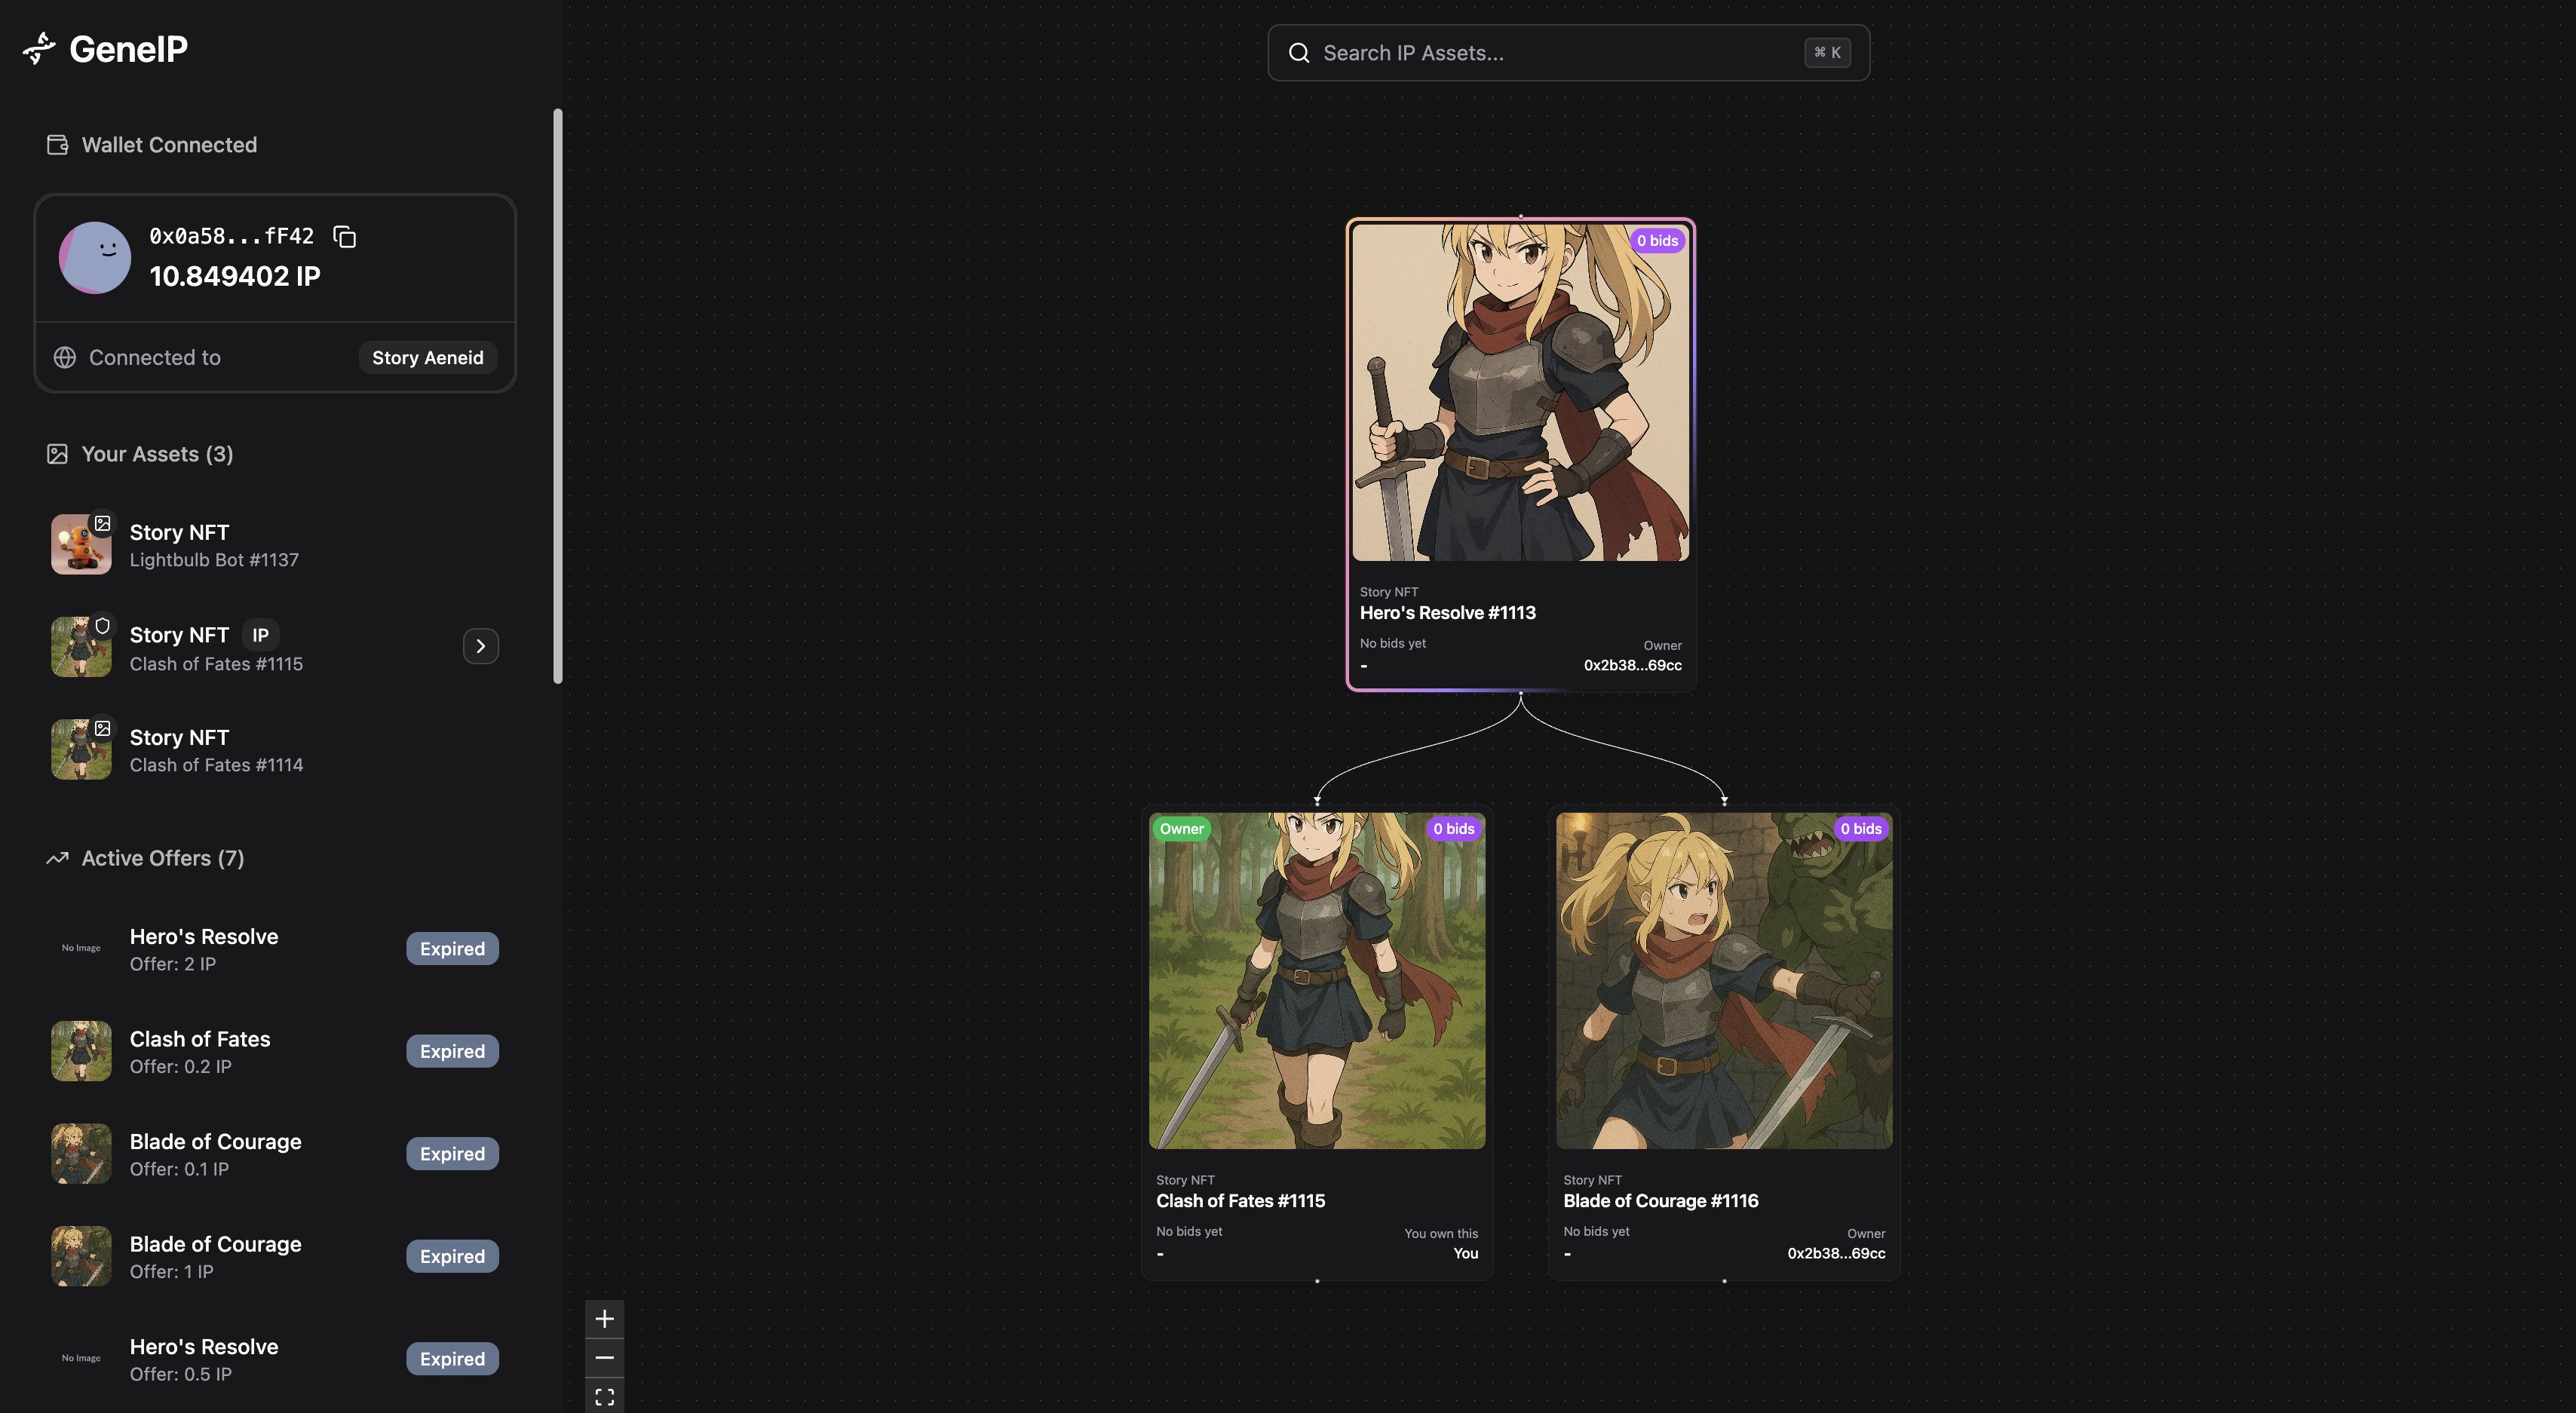 GeneIP
Search IP Assets...
⌘ K
Wallet Connected
0x0a58...fF42
10.849402 IP
Connected to
Story Aeneid
Your Assets (3)
Story NFT
Lightbulb Bot #1137
Story NFT IP
Clash of Fates #1115
Story NFT
Clash of Fates #1114
Active Offers (7)
No Image
Hero's Resolve
Offer: 2 IP
Expired
Clash of Fates
Offer: 0.2 IP
Expired
Blade of Courage
Offer: 0.1 IP
Expired
Blade of Courage
Offer: 1 IP
Expired
No Image
Hero's Resolve
Offer: 0.5 IP
Expired
0 bids
Story NFT
Hero's Resolve #1113
No bids yet
-
Owner
0x2b38...69cc
Owner
0 bids
Story NFT
Clash of Fates #1115
No bids yet
-
You own this
You
0 bids
Story NFT
Blade of Courage #1116
No bids yet
-
Owner
0x2b38...69cc